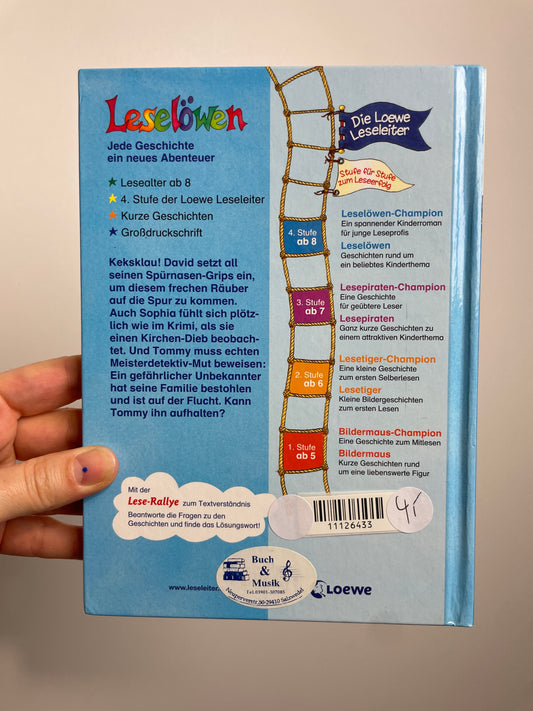 Leselöwen
Jede Geschichte
ein neues Abenteuer
Lesealter ab 8
4. Stufe der Loewe Leseleiter
Kurze Geschichten
Großdruckschrift
Keksklau! David setzt all
seinen Spürnasen-Grips ein,
um diesem frechen Räuber
auf die Spur zu kommen.
Auch Sophia fühlt sich plötz-
lich wie im Krimi, als sie
einen Kirchen-Dieb beobach-
tet. Und Tommy muss echten
Meisterdetektiv-Mut beweisen:
Ein gefährlicher Unbekannter
hat seine Familie bestohlen
und ist auf der Flucht. Kann
Tommy ihn aufhalten?
Mit der
Lese-Rallye zum Textverständnis
Beantworte die Fragen zu den
Geschichten und finde das Lösungswort!
Die Loewe
Leseleiter
Stufe für Stufe
zum Leseerfolg
4. Stufe
ab 8
Leselöwen-Champion
Ein spannender Kinderroman
für junge Leseprofis
Leselöwen
Geschichten rund um
ein beliebtes Kinderthema
3. Stufe
ab 7
Lesepiraten-Champion
Eine Geschichte
für geübtere Leser
Lesepiraten
Ganz kurze Geschichten zu
einem attraktiven Kinderthema
2. Stufe
ab 6
Lesetiger-Champion
Eine kleine Geschichte
zum ersten Selberlesen
Lesetiger
Kleine Bildergeschichten
zum ersten Lesen
1. Stufe
ab 5
Bildermaus-Champion
Eine Geschichte zum Mitlesen
Bildermaus
Kurze Geschichten rund
um eine liebenswerte Figur
11126433
4,-
www.leseleiter.
Buch
&
Musik
Tel.03901-307085
Neuperverstr.50-29410 Salzwedel
Loewe